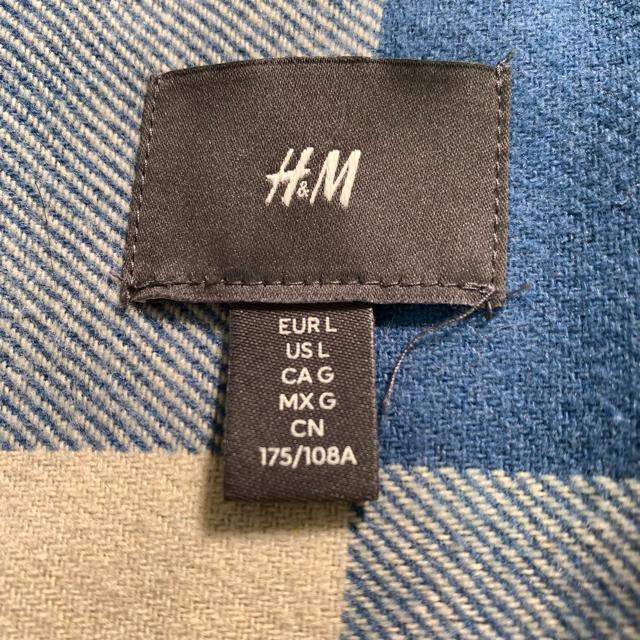 H&M
EUR L
US L
CA G
MX G
CN
175/108A